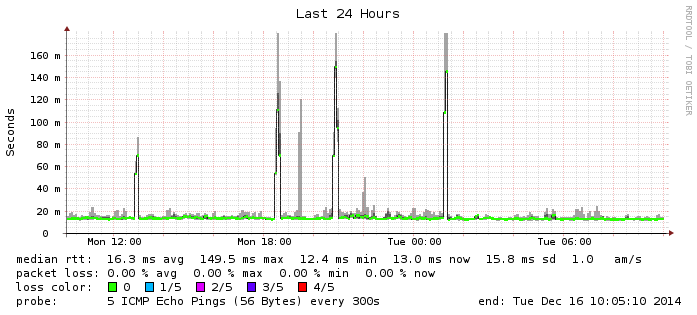 Last 24 Hours
RRDTOOL / TOBI OETIKER
Seconds
160 m
140 m
120 m
100 m
80 m
60 m
40 m
20 m
0
Mon 12:00 Mon 18:00 Tue 00:00 Tue 06:00
median rtt: 16.3 ms avg 149.5 ms max 12.4 ms min 13.0 ms now 15.8 ms sd 1.0 am/s
packet loss: 0.00 % avg 0.00 % max 0.00 % min 0.00 % now
loss color: 0 1/5 2/5 3/5 4/5
probe: 5 ICMP Echo Pings (56 Bytes) every 300s end: Tue Dec 16 10:05:10 2014